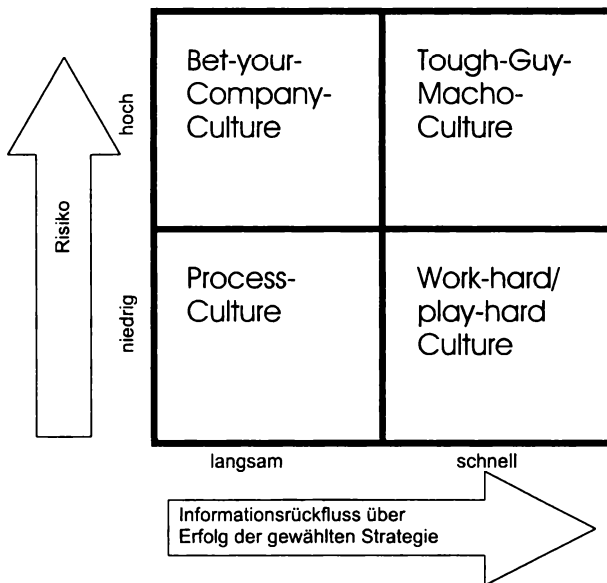 Bet-your-
Company-
Culture
Tough-Guy-
Macho-
Culture
hoch
Risiko
Process-
Culture
Work-hard/
play-hard
Culture
niedrig
langsam
schnell
Informationsrückfluss über
Erfolg der gewählten Strategie